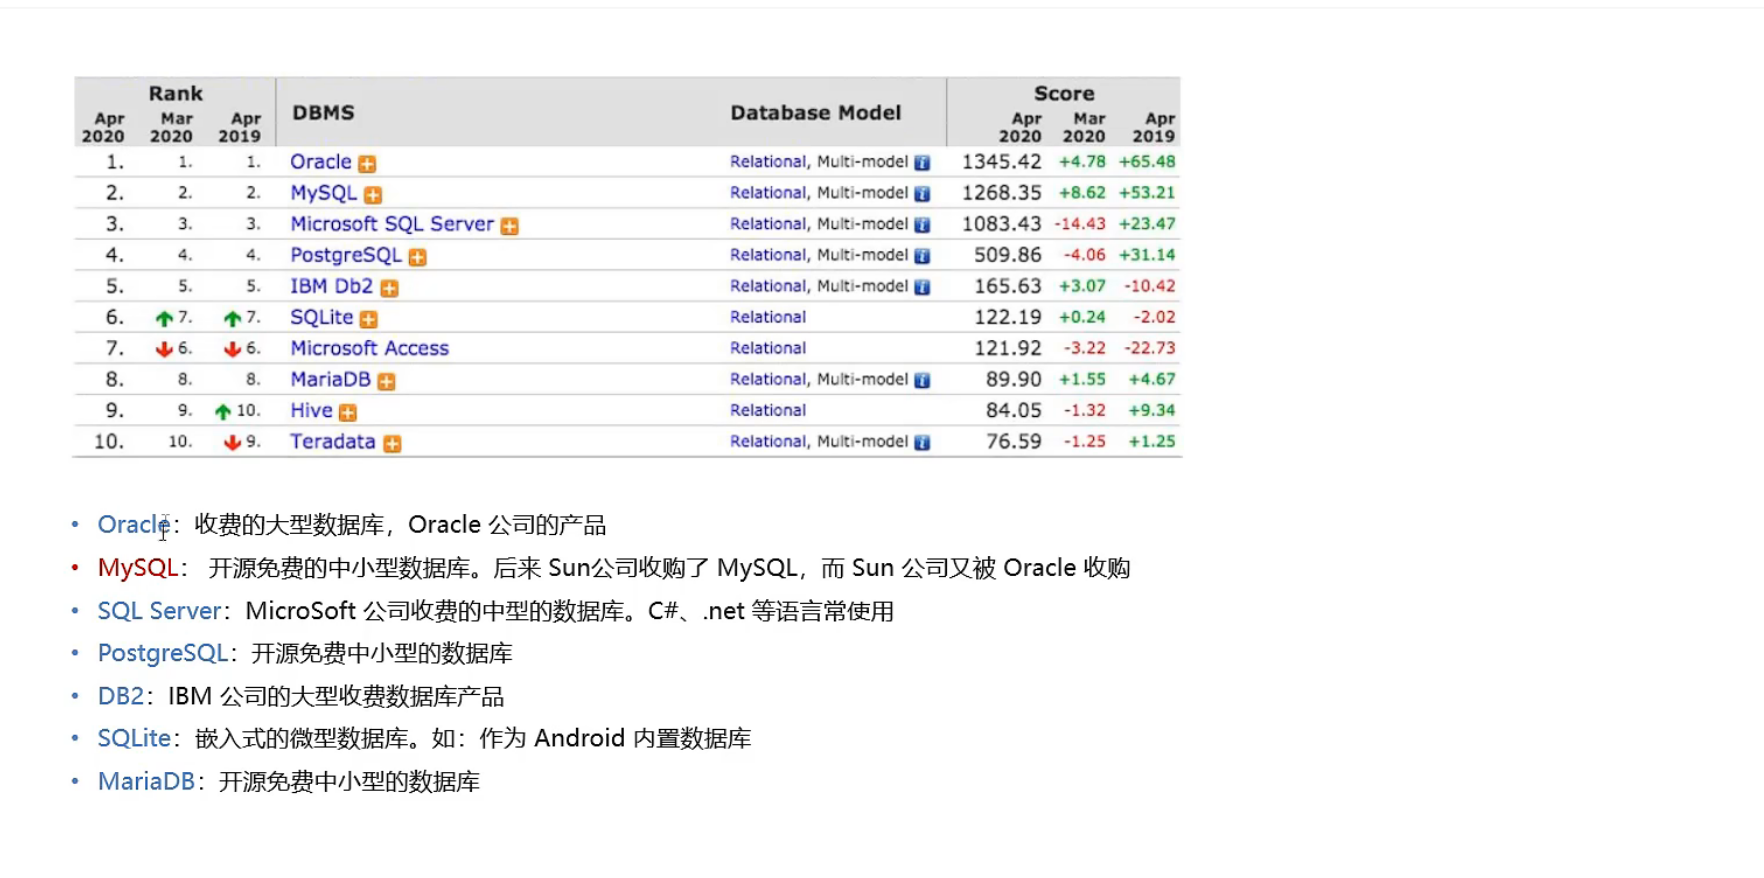 Rank DBMS Database Model Score
Apr 2020 Mar 2020 Apr 2019 Apr 2020 Mar 2020 Apr 2019
1. 1. 1. Oracle Relational, Multi-model 1345.42 +4.78 +65.48
2. 2. 2. MySQL Relational, Multi-model 1268.35 +8.62 +53.21
3. 3. 3. Microsoft SQL Server Relational, Multi-model 1083.43 -14.43 +23.47
4. 4. 4. PostgreSQL Relational, Multi-model 509.86 -4.06 +31.14
5. 5. 5. IBM Db2 Relational, Multi-model 165.63 +3.07 -10.42
6. 7. 7. SQLite Relational 122.19 +0.24 -2.02
7. 6. 6. Microsoft Access Relational 121.92 -3.22 -22.73
8. 8. 8. MariaDB Relational, Multi-model 89.90 +1.55 +4.67
9. 9. 10. Hive Relational 84.05 -1.32 +9.34
10. 10. 9. Teradata Relational, Multi-model 76.59 -1.25 +1.25
• Oracle：收费的大型数据库，Oracle 公司的产品
• MySQL： 开源免费的中小型数据库。后来 Sun公司收购了 MySQL，而 Sun 公司又被 Oracle 收购
• SQL Server：MicroSoft 公司收费的中型的数据库。C#、.net 等语言常使用
• PostgreSQL：开源免费中小型的数据库
• DB2：IBM 公司的大型收费数据库产品
• SQLite：嵌入式的微型数据库。如：作为 Android 内置数据库
• MariaDB：开源免费中小型的数据库